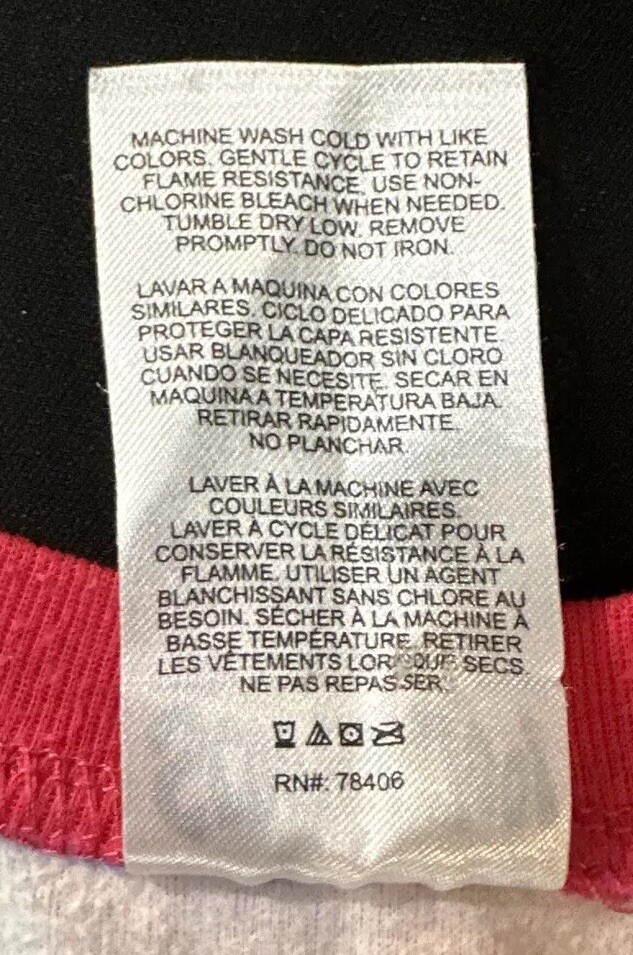 MACHINE WASH COLD WITH LIKE
COLORS. GENTLE CYCLE TO RETAIN
FLAME RESISTANCE, USE NON-
CHLORINE BLEACH WHEN NEEDED.
TUMBLE DRY LOW. REMOVE
PROMPTLY. DO NOT IRON.
LAVAR A MAQUINA CON COLORES
SIMILARES. CICLO DELICADO PARA
PROTEGER LA CAPA RESISTENTE.
USAR BLANQUEADOR SIN CLORO
CUANDO SE NECESITE. SECAR EN
MAQUINA A TEMPERATURA BAJA.
RETIRAR RAPIDAMENTE.
NO PLANCHAR.
LAVER À LA MACHINE AVEC
COULEURS SIMILAIRES.
LAVER À CYCLE DÉLICAT POUR
CONSERVER LA RÉSISTANCE À LA
FLAMME. UTILISER UN AGENT
BLANCHISSANT SANS CHLORE AU
BESOIN. SÉCHER À LA MACHINE À
BASSE TEMPÉRATURE. RETIRER
LES VÊTEMENTS LORSQUE SECS.
NE PAS REPASSER.
RN#: 78406